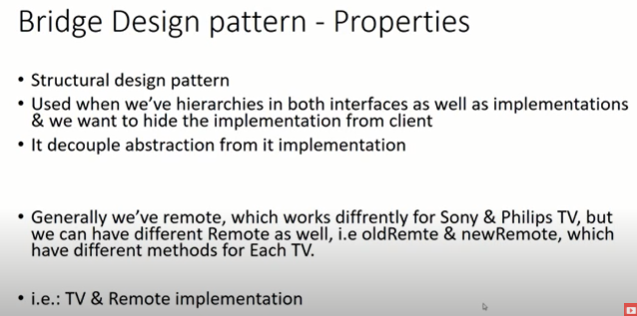 Bridge Design pattern - Properties
• Structural design pattern
• Used when we've hierarchies in both interfaces as well as implementations
& we want to hide the implementation from client
• It decouple abstraction from it implementation
• Generally we've remote, which works diffrently for Sony & Philips TV, but
we can have different Remote as well, i.e oldRemte & newRemote, which
have different methods for Each TV.
• i.e.: TV & Remote implementation